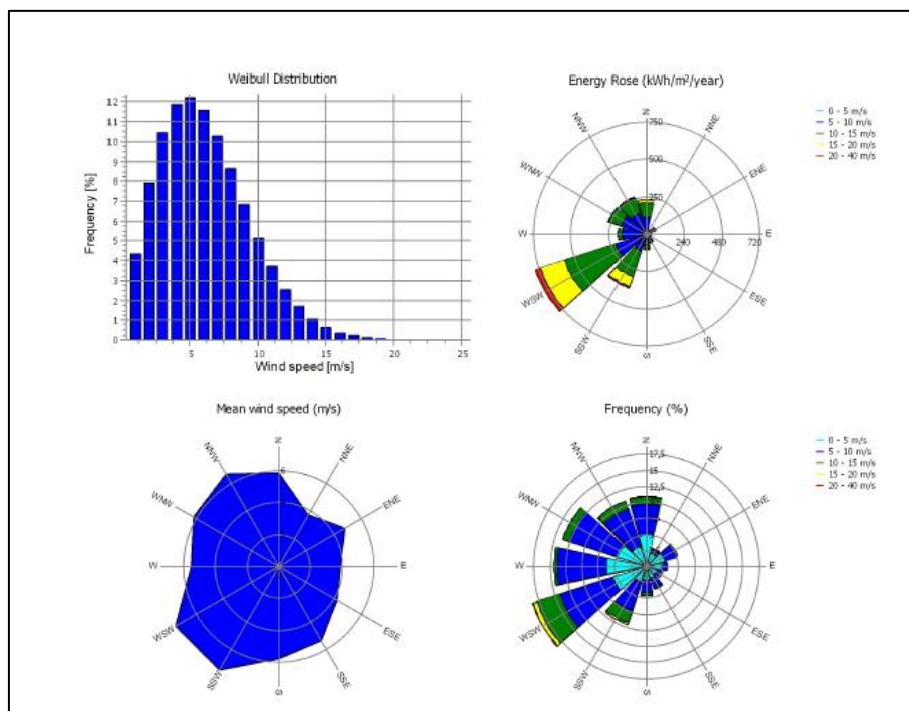 Weibull Distribution
Frequency [%]
12
11
10
9
8
7
6
5
4
3
2
1
0
5
10
15
20
25
Wind speed [m/s]
Energy Rose (kWh/m²/year)
N
NNE
ENE
E
ESE
SSE
S
SSW
WSW
W
WNW
NNW
750
500
250
240
480
720
0 - 5 m/s
5 - 10 m/s
10 - 15 m/s
15 - 20 m/s
20 - 40 m/s
Mean wind speed (m/s)
N
NNE
ENE
E
ESE
SSE
S
SSW
WSW
W
WNW
NNW
6
Frequency (%)
N
NNE
ENE
E
ESE
SSE
S
SSW
WSW
W
WNW
NNW
17,5
15
12,5
0 - 5 m/s
5 - 10 m/s
10 - 15 m/s
15 - 20 m/s
20 - 40 m/s